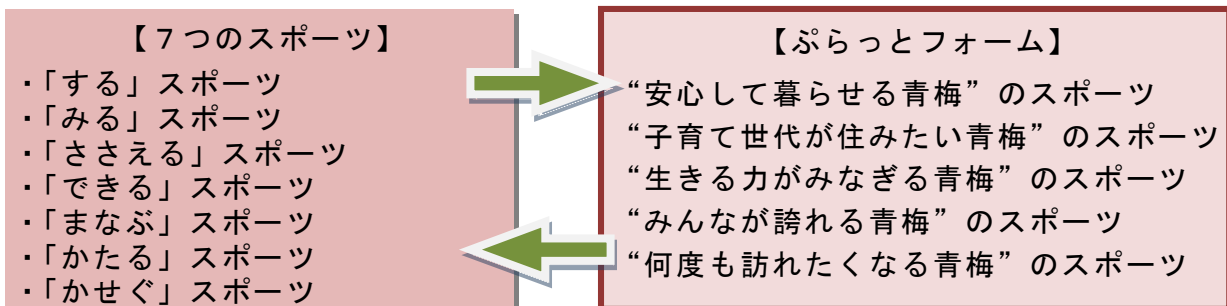 【７つのスポーツ】
・「する」スポーツ
・「みる」スポーツ
・「ささえる」スポーツ
・「できる」スポーツ
・「まなぶ」スポーツ
・「かたる」スポーツ
・「かせぐ」スポーツ
【ぷらっとフォーム】
“安心して暮らせる青梅”のスポーツ
“子育て世代が住みたい青梅”のスポーツ
“生きる力がみなぎる青梅”のスポーツ
“みんなが誇れる青梅”のスポーツ
“何度も訪れたくなる青梅”のスポーツ